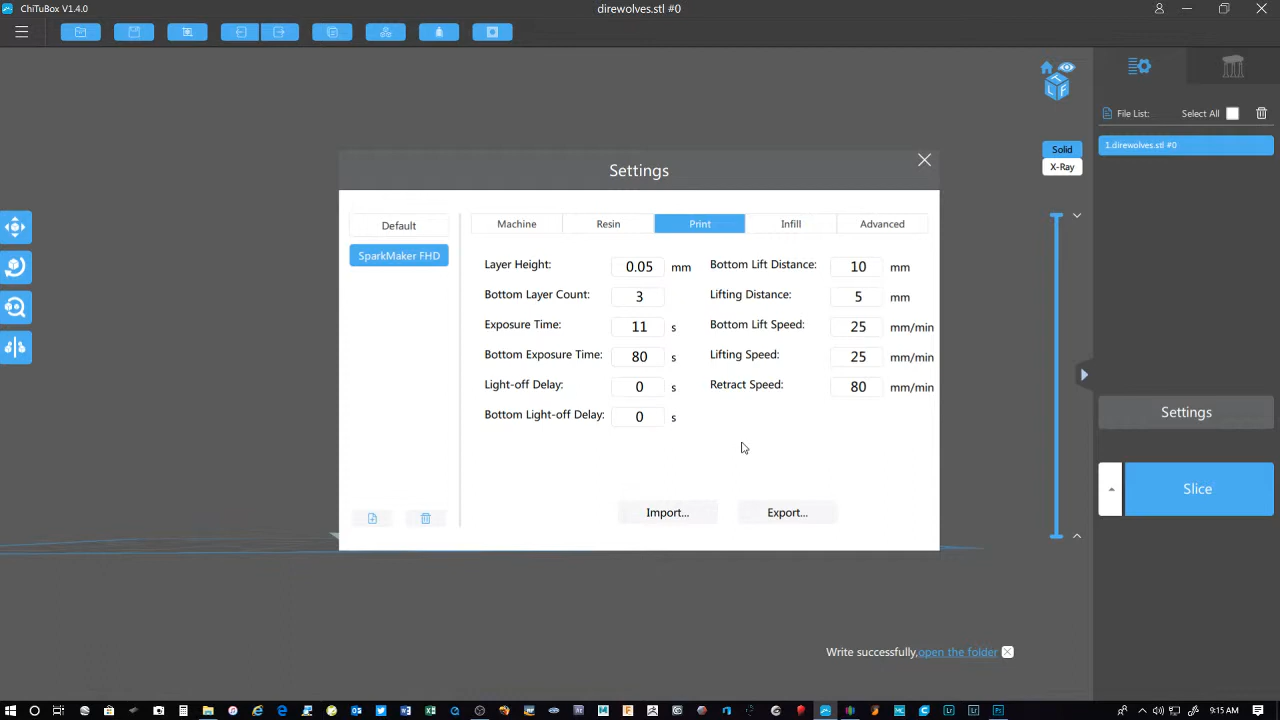 ChiTuBox V1.4.0
direwolves.stl #0
File List:
Select All
1.direwolves.stl #0
Solid
X-Ray
Settings
Default
SparkMaker FHD
Machine
Resin
Print
Infill
Advanced
Layer Height: 0.05 mm
Bottom Lift Distance: 10 mm
Bottom Layer Count: 3
Lifting Distance: 5 mm
Exposure Time: 11 s
Bottom Lift Speed: 25 mm/min
Bottom Exposure Time: 80 s
Lifting Speed: 25 mm/min
Light-off Delay: 0 s
Retract Speed: 80 mm/min
Bottom Light-off Delay: 0 s
Import...
Export...
Settings
Slice
Write successfully,open the folder
9:15 AM